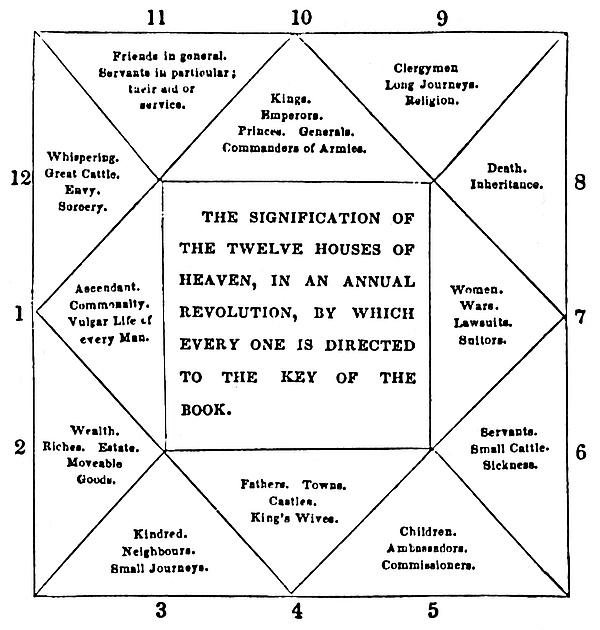 11
10
9
Friends in general.
Servants in particular;
their aid or
service.
Kings.
Emperors.
Princes. Generals.
Commanders of Armies.
Clergymen
Long Journeys.
Religion.
12
Whispering.
Great Cattle.
Envy.
Sorcery.
Death.
Inheritance.
8
THE SIGNIFICATION OF
THE TWELVE HOUSES OF
HEAVEN, IN AN ANNUAL
REVOLUTION, BY WHICH
EVERY ONE IS DIRECTED
TO THE KEY OF THE
BOOK.
1
Ascendant.
Commonalty.
Vulgar Life of
every Man.
Women.
Wars.
Lawsuits.
Suitors.
7
2
Wealth.
Riches. Estate.
Moveable
Goods.
Servants.
Small Cattle.
Sickness.
6
Kindred.
Neighbours.
Small Journeys.
Fathers. Towns.
Castles.
King's Wives.
Children.
Ambassadors.
Commissioners.
3
4
5